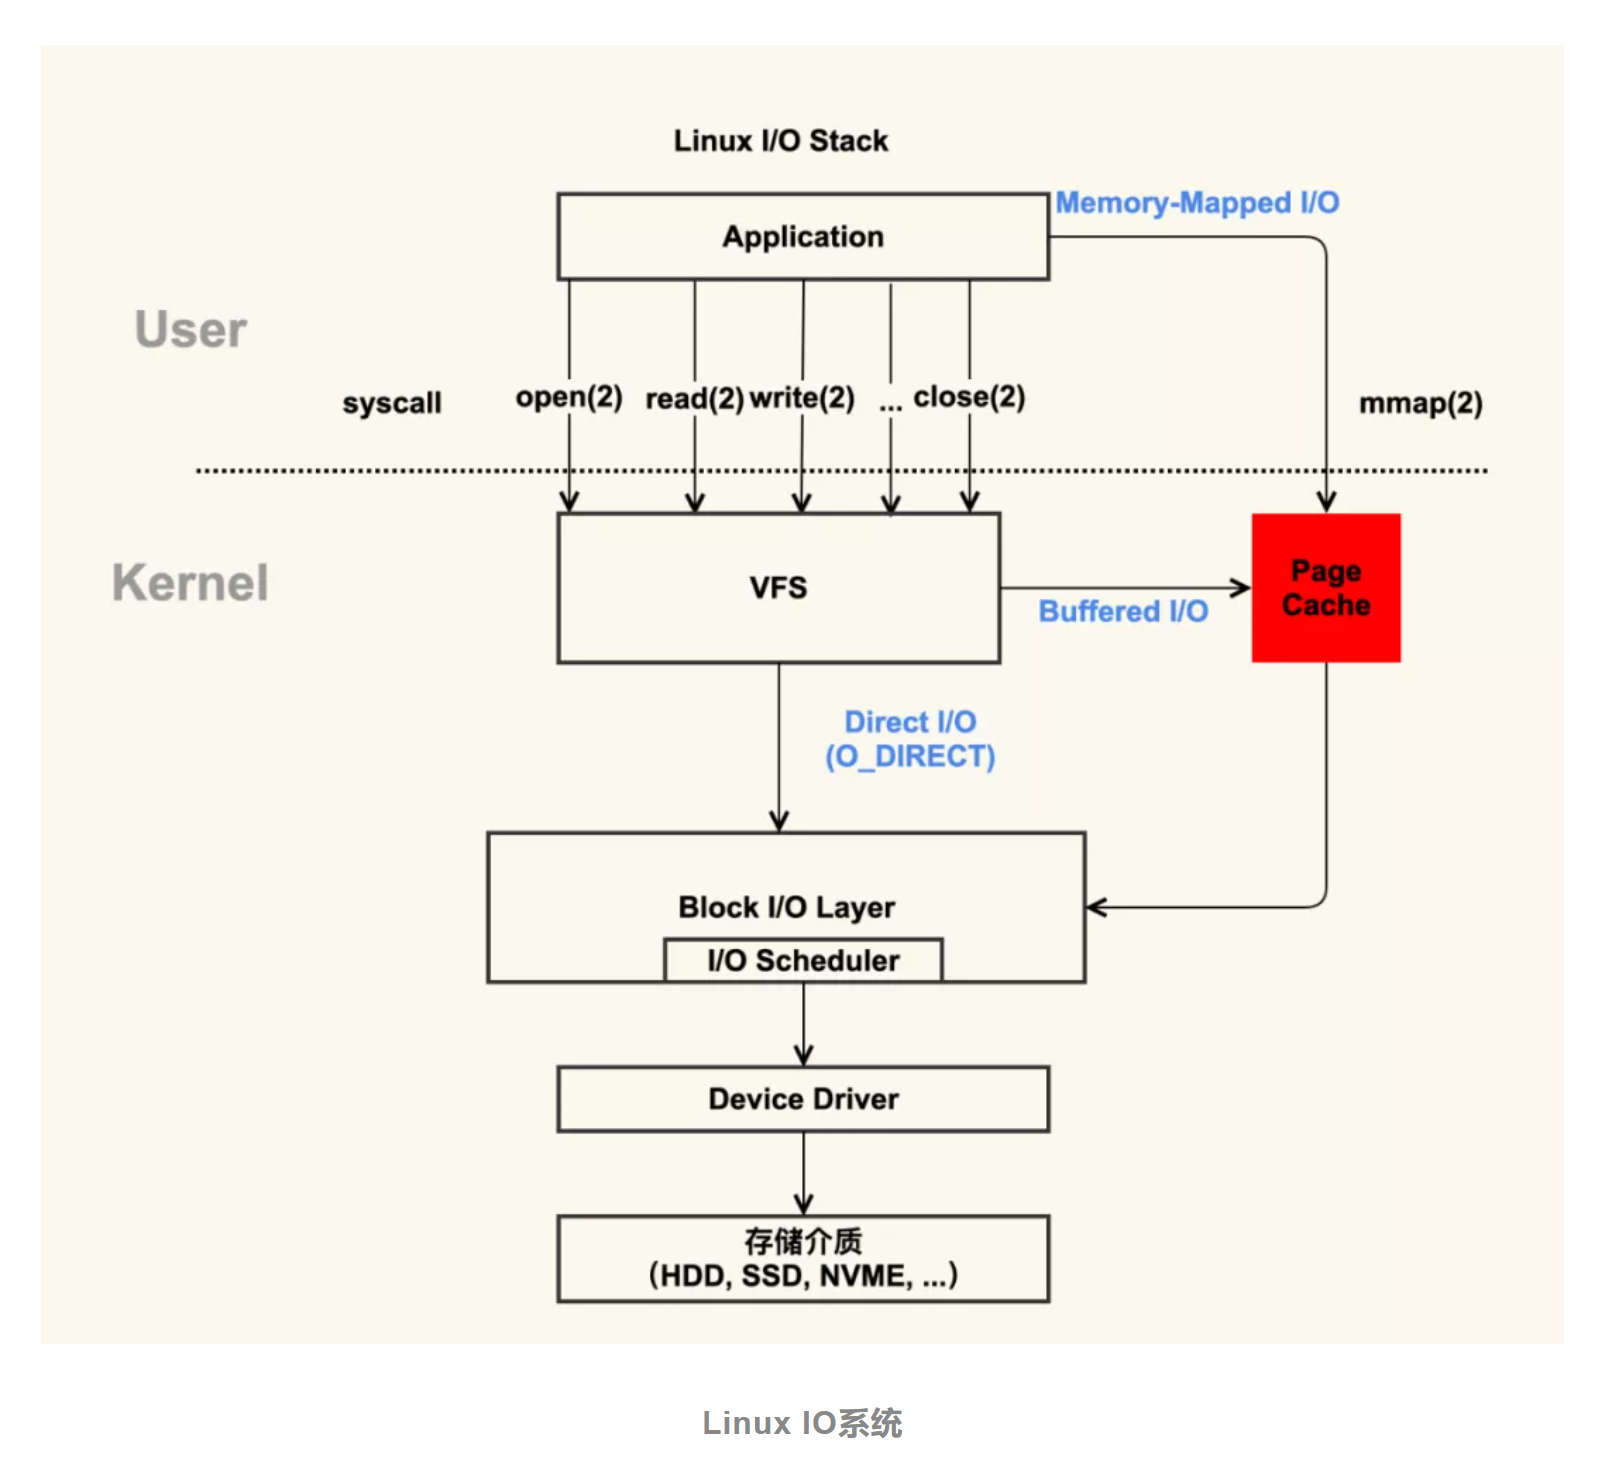 Linux I/O Stack
Memory-Mapped I/O
Application
User
syscall
open(2)
read(2)
write(2)
...
close(2)
mmap(2)
Kernel
VFS
Buffered I/O
Page
Cache
Direct I/O
(O_DIRECT)
Block I/O Layer
I/O Scheduler
Device Driver
存储介质
(HDD, SSD, NVME, ...)
Linux IO系统